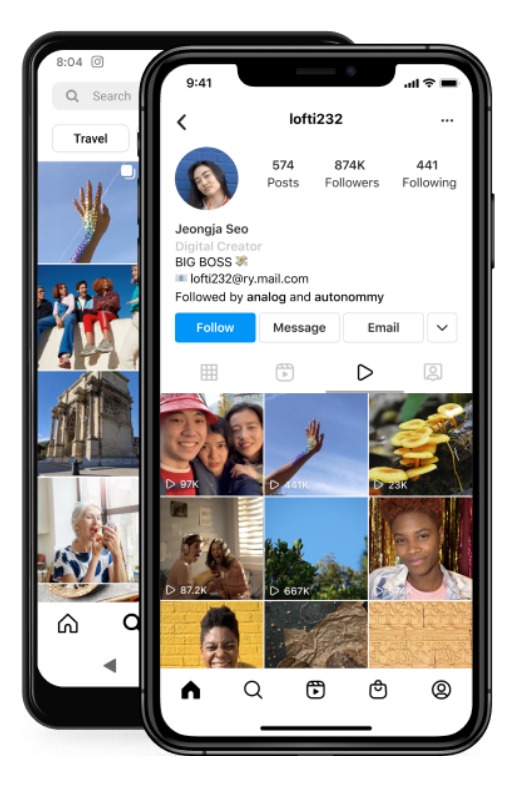 8:04
Search
Travel
9:41
lofti232
574 874K 441
Posts Followers Following
Jeongja Seo
Digital Creator
BIG BOSS 💸
📧 lofti232@ry.mail.com
Followed by analog and autonommy
Follow Message Email
97K 441K 23K
87.2K 667K